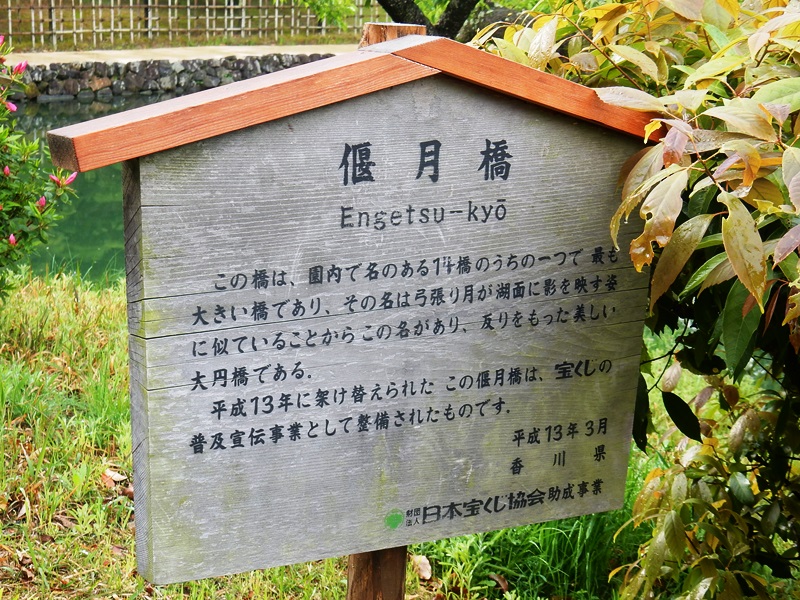 偃月橋
Engetsu-kyō
この橋は、園内で名のある14橋のうちの一つで 最も
大きい橋であり、その名は弓張り月が湖面に影を映す姿
に似ていることからこの名があり、反りをもった美しい
大円橋である.
平成13年に架け替えられた この偃月橋は、宝くじの
普及宣伝事業として整備されたものです.
平成13年3月
香川県
財団法人 日本宝くじ協会助成事業